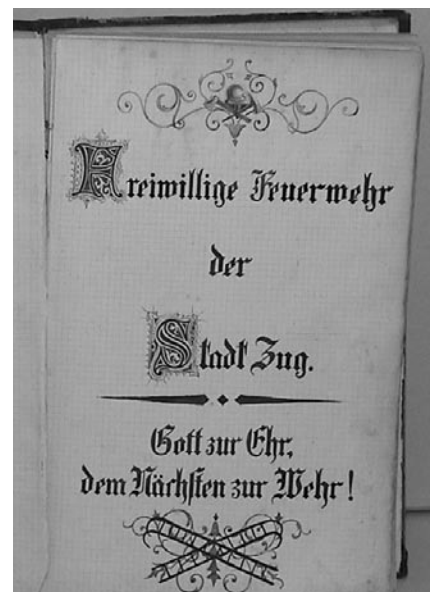 Freiwillige Feuerwehr
der
Stadt Zug.
Gott zur Ehr,
dem Nächsten zur Wehr!